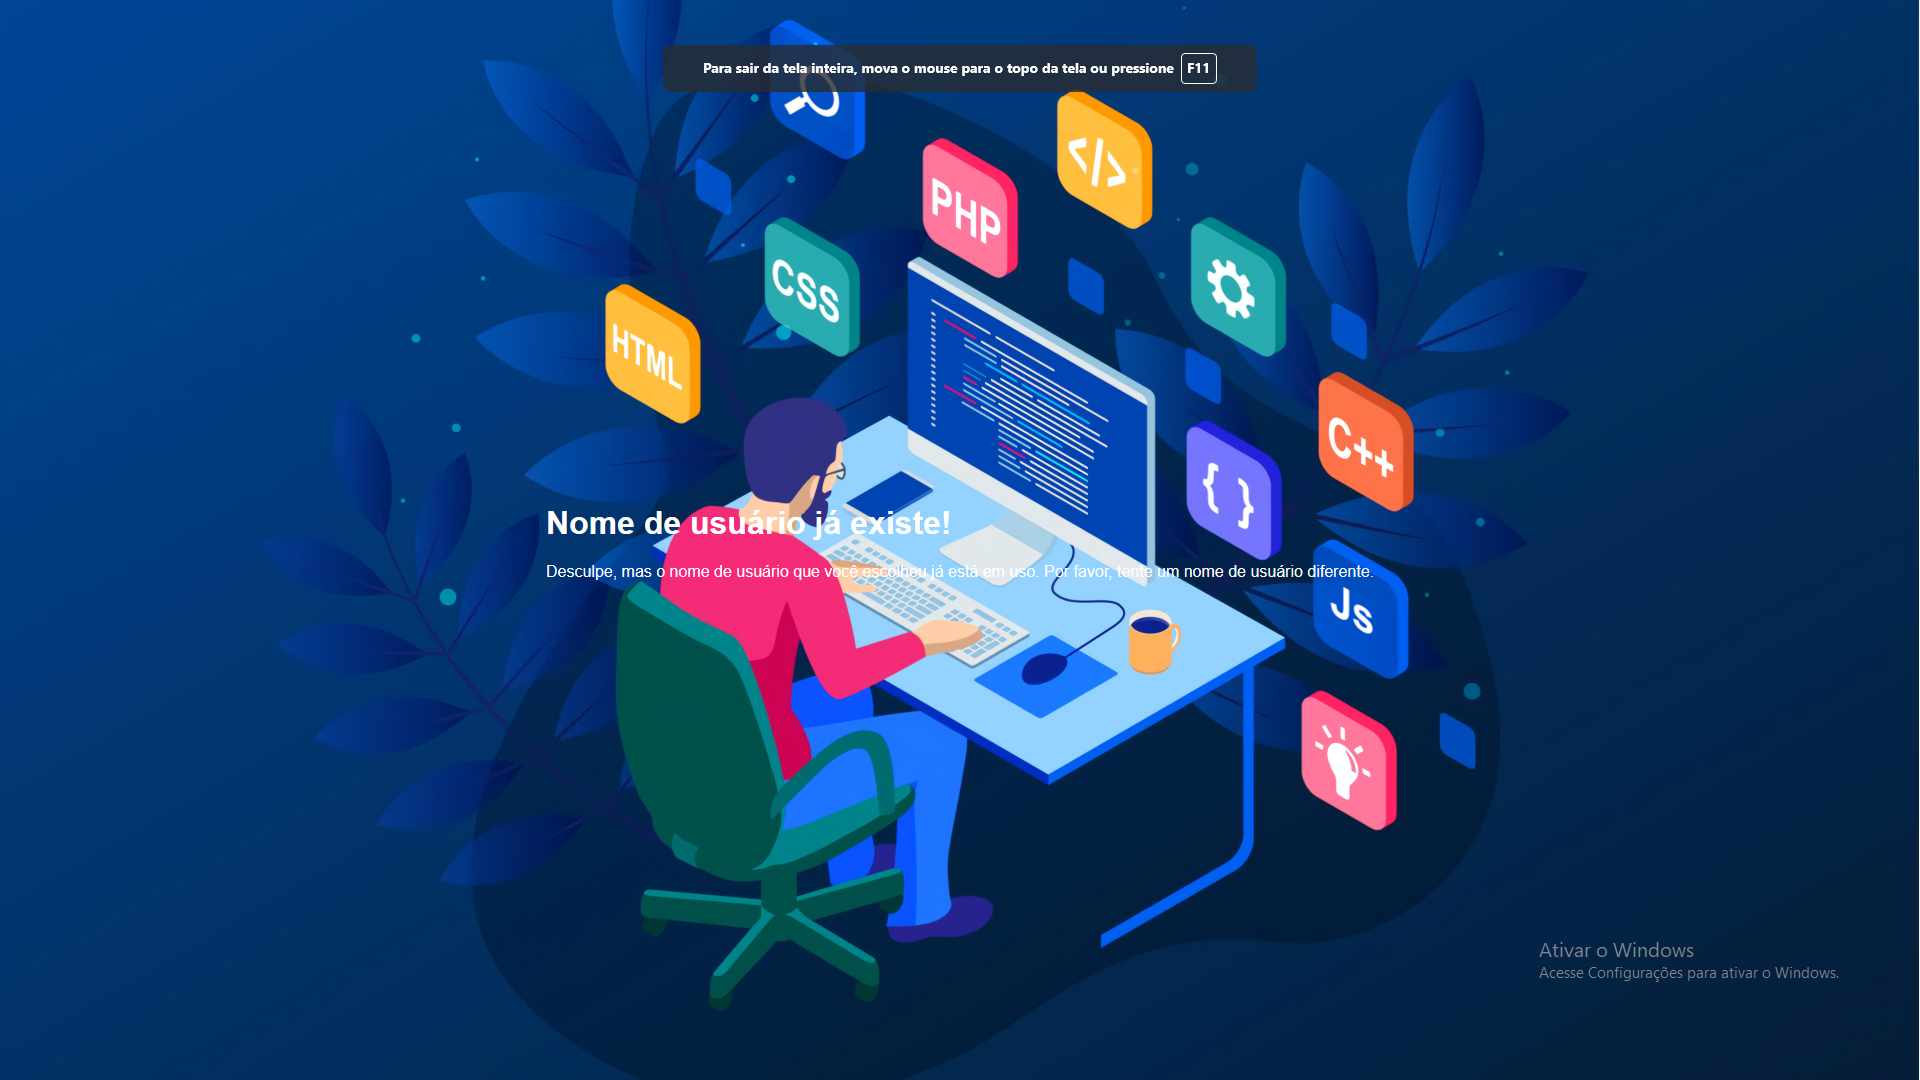 Para sair da tela inteira, mova o mouse para o topo da tela ou pressione F11
</>
PHP
CSS
HTML
C++
{ }
Nome de usuário já existe!
Desculpe, mas o nome de usuário que você escolheu já está em uso. Por favor, tente um nome de usuário diferente.
Js
Ativar o Windows
Acesse Configurações para ativar o Windows.